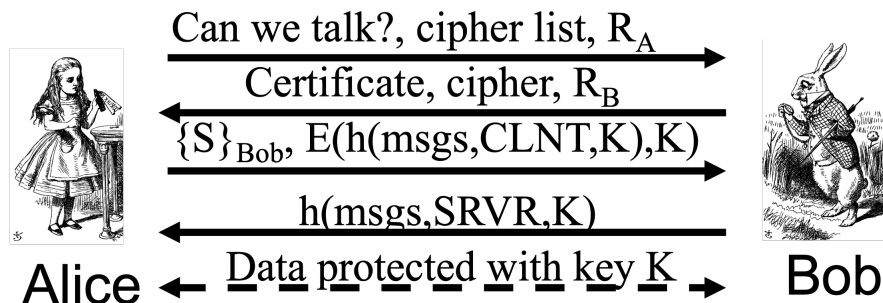 Can we talk?, cipher list, R_A
Certificate, cipher, R_B
{S}_Bob, E(h(msgs,CLNT,K),K)
h(msgs,SRVR,K)
Data protected with key K
Alice
Bob